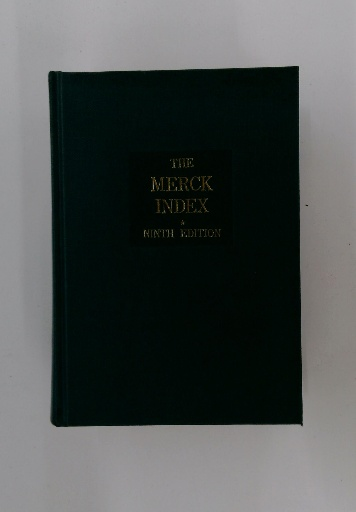 THE
MERCK
INDEX
NINTH EDITION